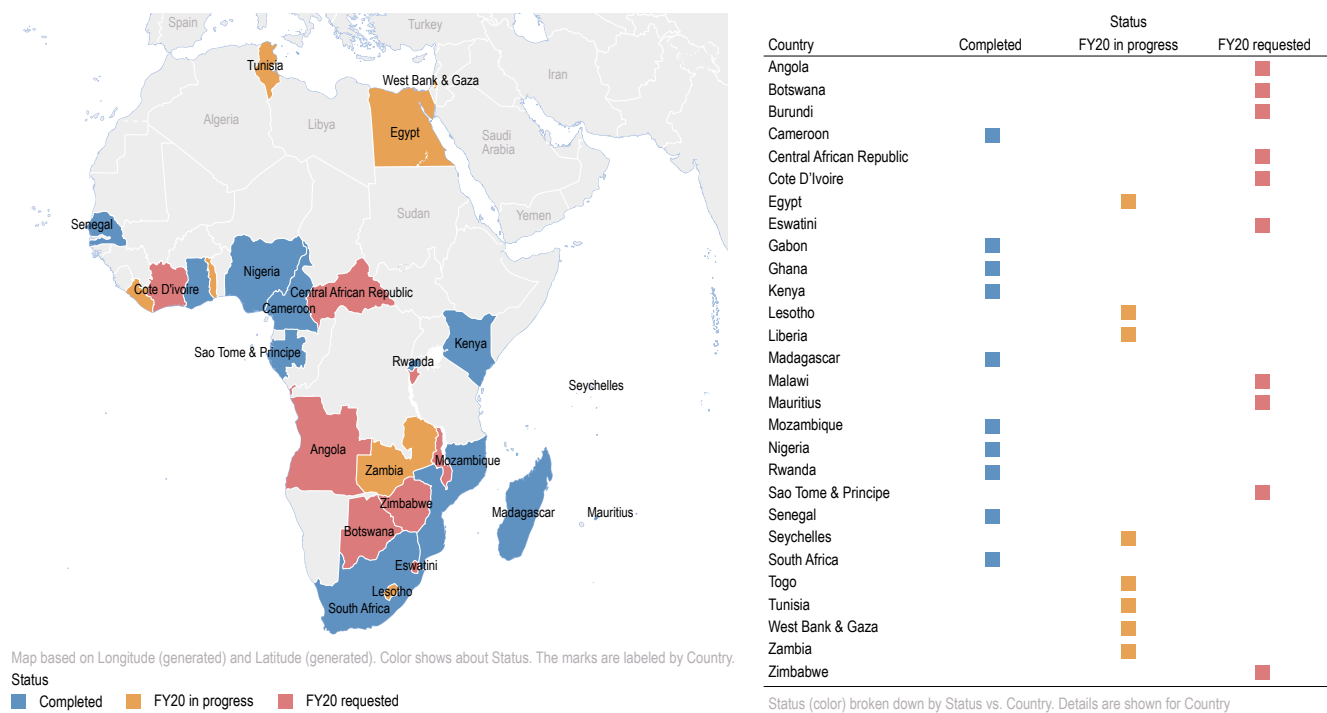 Spain
Turkey
Tunisia
West Bank & Gaza
Iran
Algeria
Libya
Egypt
Saudi
Arabia
Sudan
Yemen
Senegal
Nigeria
Cote D'ivoire
Central African Republic
Cameroon
Sao Tome & Principe
Rwanda
Kenya
Seychelles
Angola
Mozambique
Zambia
Zimbabwe
Madagascar
Mauritius
Botswana
Eswatini
Lesotho
South Africa
Map based on Longitude (generated) and Latitude (generated). Color shows about Status. The marks are labeled by Country.
Status
Completed
FY20 in progress
FY20 requested
Status
Country Completed FY20 in progress FY20 requested
Angola
Botswana
Burundi
Cameroon
Central African Republic
Cote D'Ivoire
Egypt
Eswatini
Gabon
Ghana
Kenya
Lesotho
Liberia
Madagascar
Malawi
Mauritius
Mozambique
Nigeria
Rwanda
Sao Tome & Principe
Senegal
Seychelles
South Africa
Togo
Tunisia
West Bank & Gaza
Zambia
Zimbabwe
Status (color) broken down by Status vs. Country. Details are shown for Country